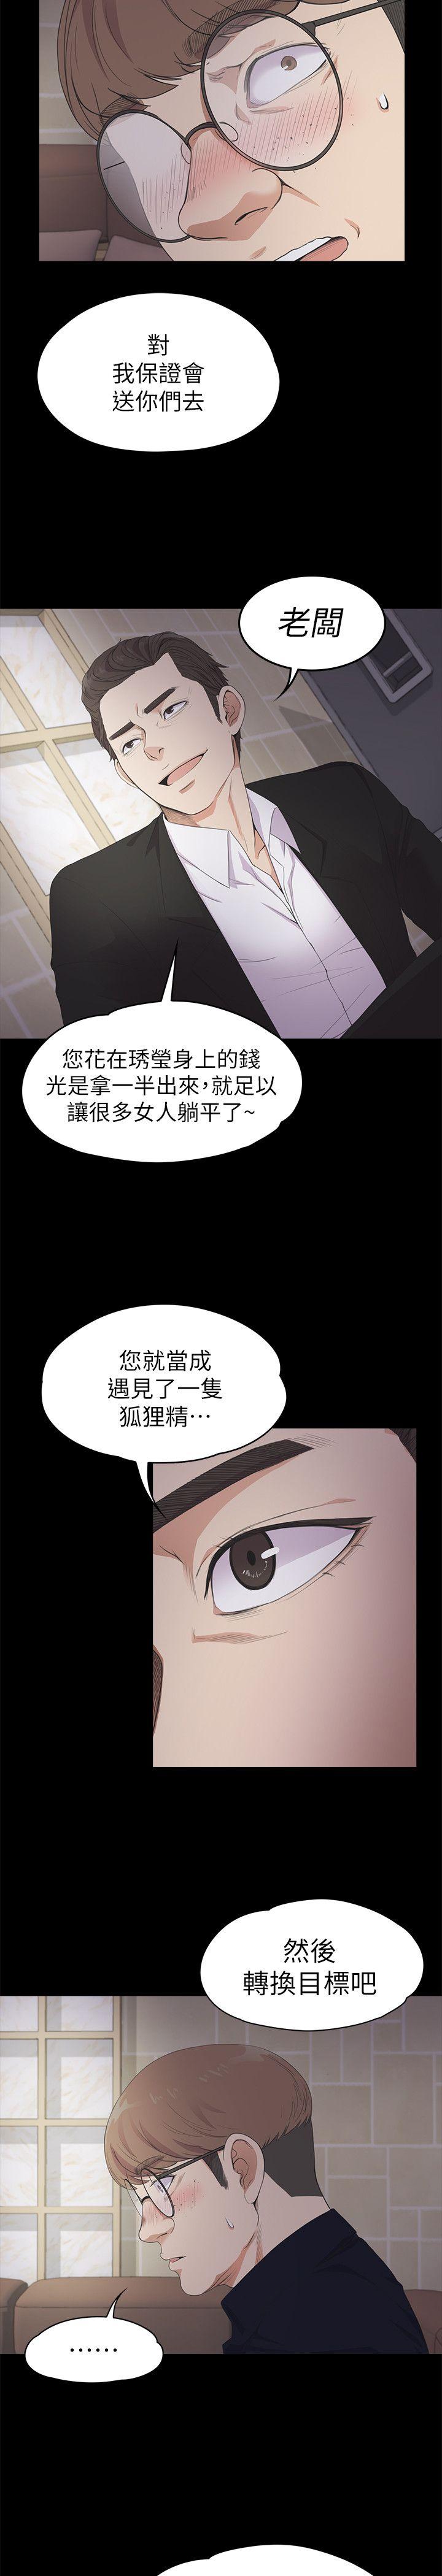 對
我保證會
送你們去
老闆
您花在琇瑩身上的錢
光是拿一半出來，就足以
讓很多女人躺平了~
您就當成
遇見了一隻
狐狸精…
然後
轉換目標吧
……